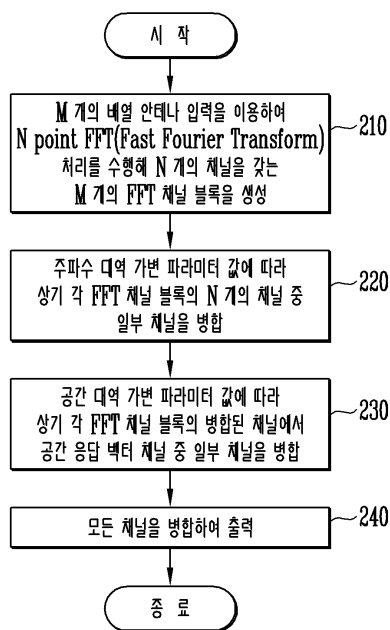 시 작
M 개의 배열 안테나 입력을 이용하여
N point FFT(Fast Fourier Transform)
처리를 수행해 N 개의 채널을 갖는
M 개의 FFT 채널 블록을 생성
210
주파수 대역 가변 파라미터 값에 따라
상기 각 FFT 채널 블록의 N 개의 채널 중
일부 채널을 병합
220
공간 대역 가변 파라미터 값에 따라
상기 각 FFT 채널 블록의 병합된 채널에서
공간 응답 벡터 채널 중 일부 채널을 병합
230
모든 채널을 병합하여 출력
240
종 료